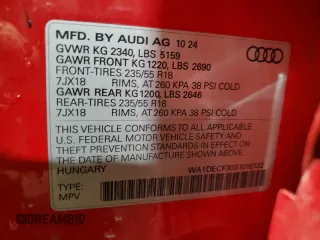 MFD. BY AUDI AG 10 24
GVWR KG 2340, LBS 5159
GAWR FRONT KG1220, LBS 2690
FRONT-TIRES 235/55 R18
7JX18 RIMS, AT 260 KPA 38 PSI COLD
GAWR REAR KG1200, LBS 2646
REAR-TIRES 235/55 R18
7JX18 RIMS, AT 260 KPA 38 PSI COLD
THIS VEHICLE CONFORMS TO ALL APPLICABLE
U.S. FEDERAL MOTOR VEHICLE SAFETY AND
THEFT PREVENTION STANDARDS IN EFFECT
ON THE DATE OF MANUFACTURE SHOWN ABOVE.
HUNGARY
TYPE:
MPV